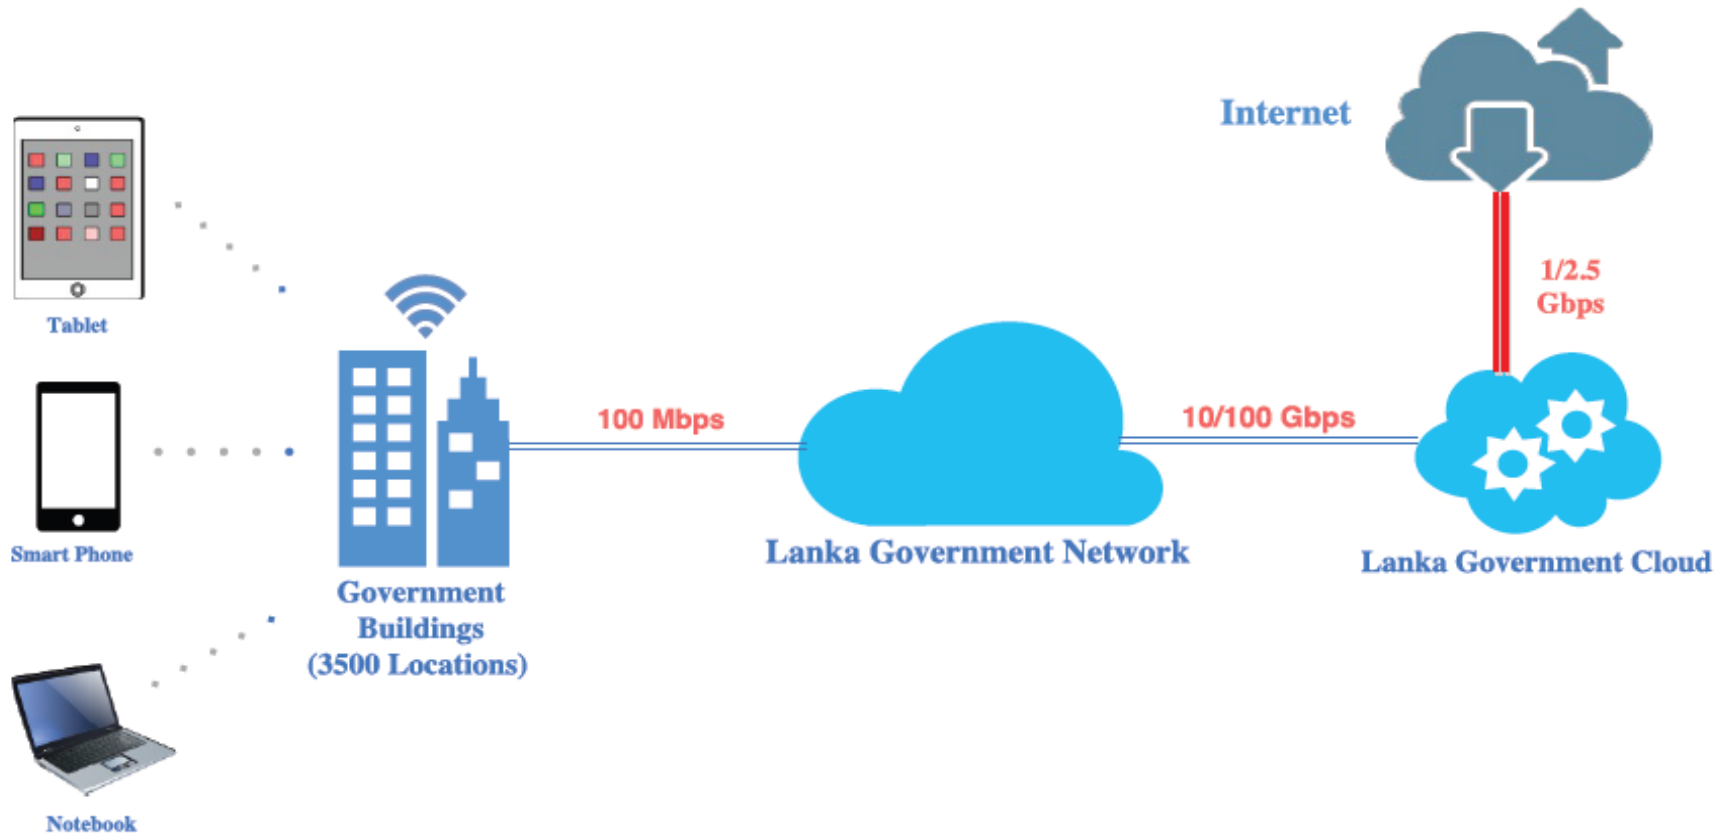 Internet
1/2.5
Gbps
Tablet
100 Mbps
10/100 Gbps
Smart Phone
Lanka Government Network
Lanka Government Cloud
Government
Buildings
(3500 Locations)
Notebook